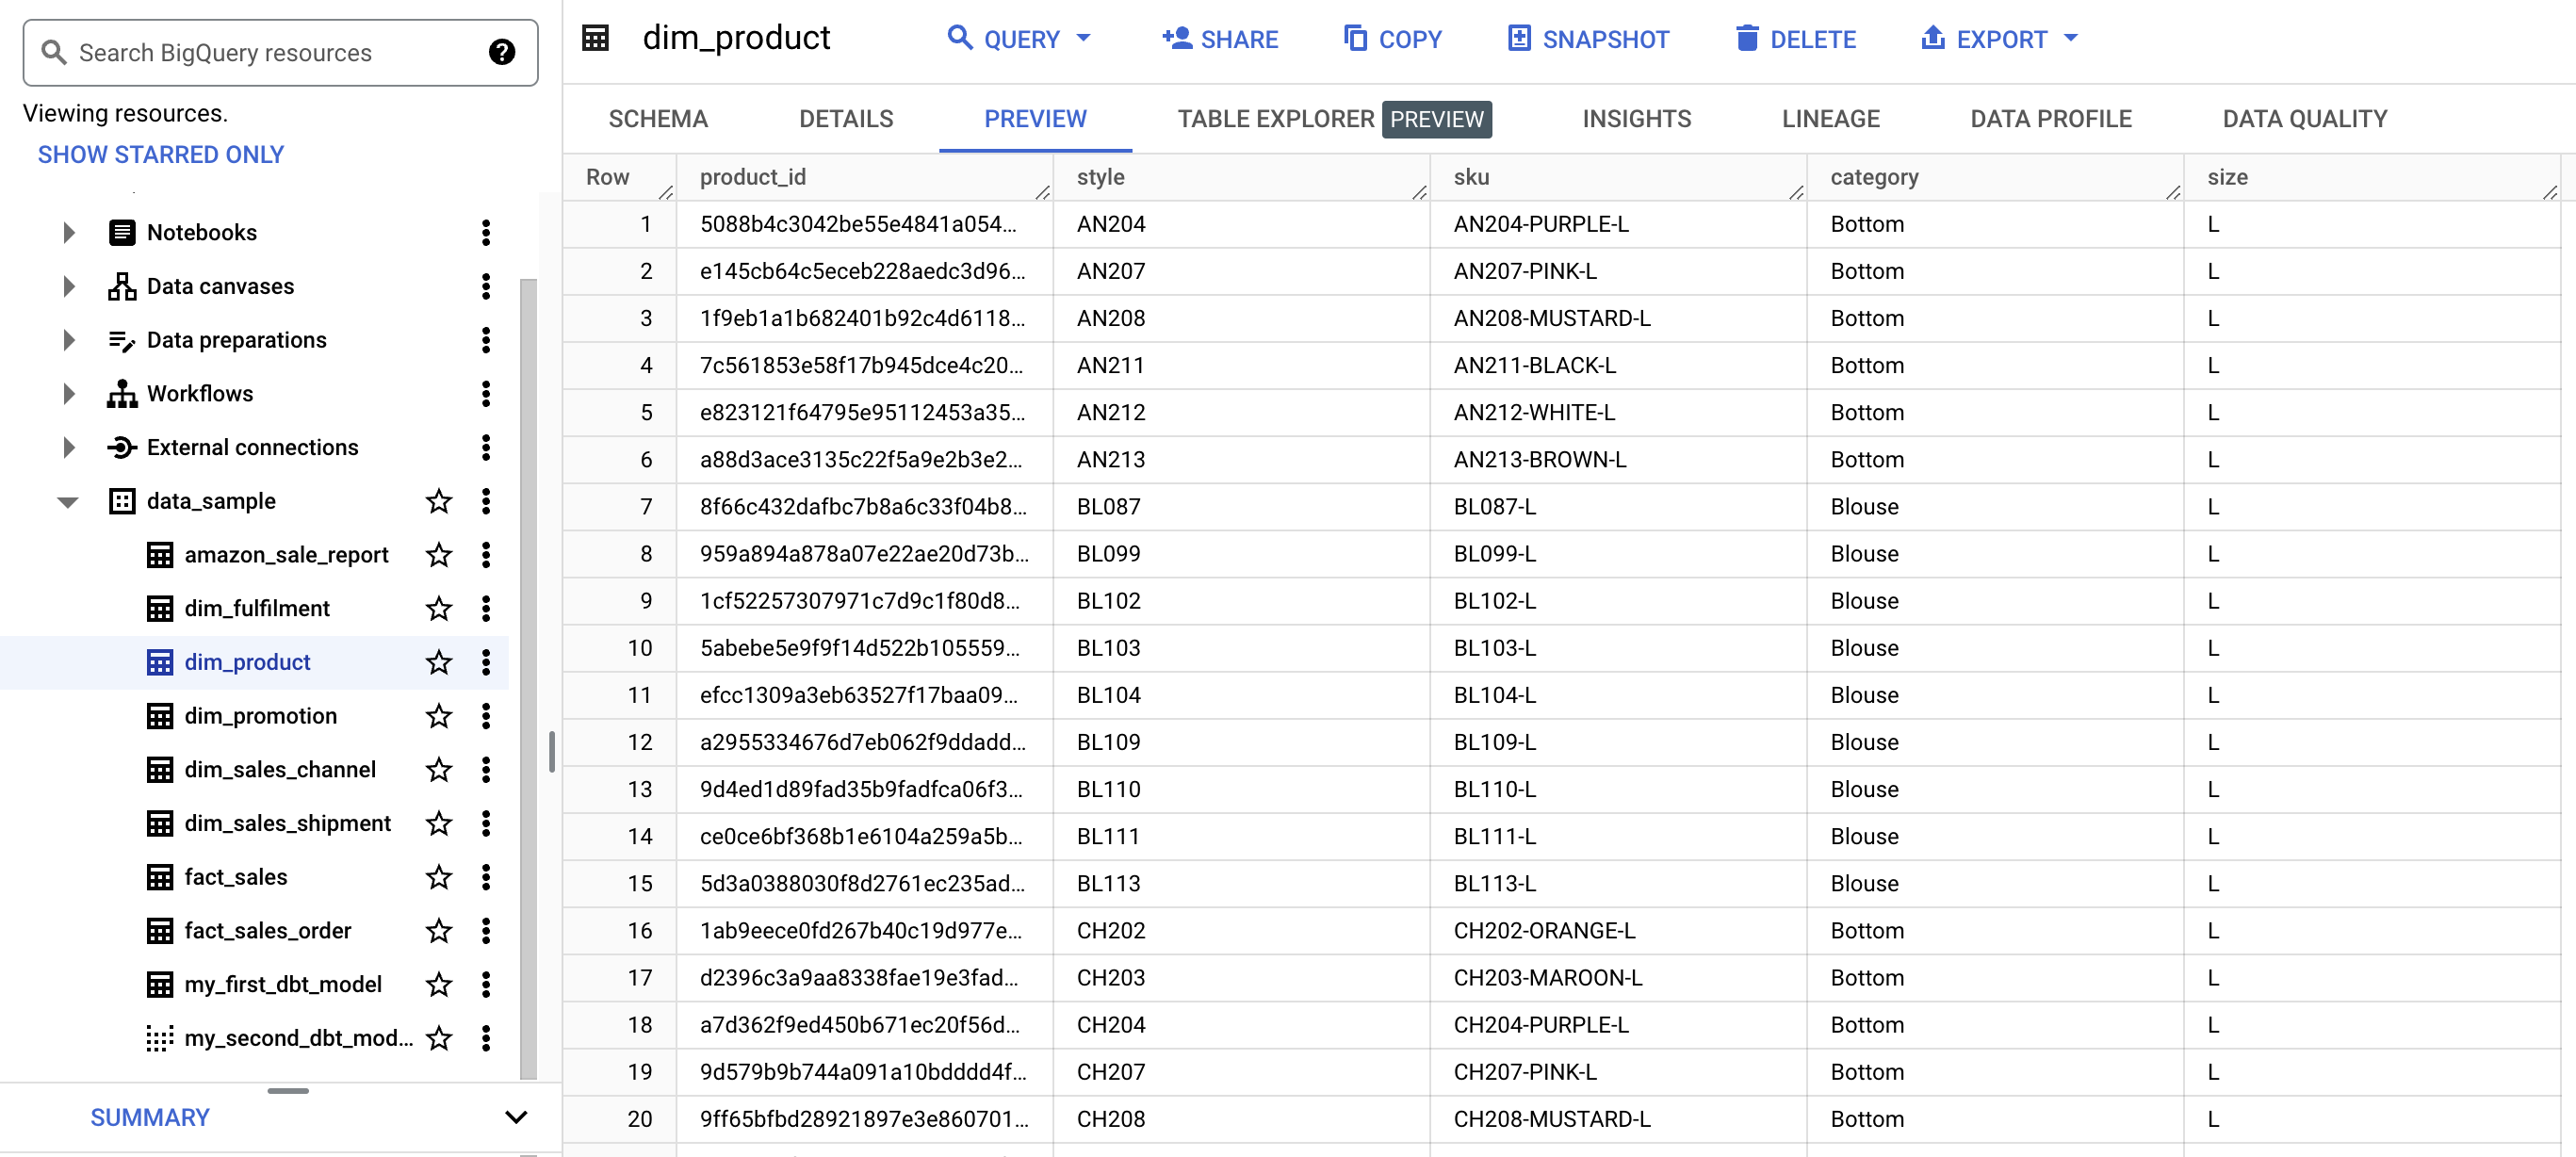 Search BigQuery resources
Viewing resources.
SHOW STARRED ONLY
Notebooks
Data canvases
Data preparations
Workflows
External connections
data_sample
amazon_sale_report
dim_fulfilment
dim_product
dim_promotion
dim_sales_channel
dim_sales_shipment
fact_sales
fact_sales_order
my_first_dbt_model
my_second_dbt_mod...
SUMMARY
dim_product QUERY SHARE COPY SNAPSHOT DELETE EXPORT
SCHEMA DETAILS PREVIEW TABLE EXPLORER PREVIEW INSIGHTS LINEAGE DATA PROFILE DATA QUALITY
Row product_id style sku category size
1 5088b4c3042be55e4841a054... AN204 AN204-PURPLE-L Bottom L
2 e145cb64c5eceb228aedc3d96... AN207 AN207-PINK-L Bottom L
3 1f9eb1a1b682401b92c4d6118... AN208 AN208-MUSTARD-L Bottom L
4 7c561853e58f17b945dce4c20... AN211 AN211-BLACK-L Bottom L
5 e823121f64795e95112453a35... AN212 AN212-WHITE-L Bottom L
6 a88d3ace3135c22f5a9e2b3e2... AN213 AN213-BROWN-L Bottom L
7 8f66c432dafbc7b8a6c33f04b8... BL087 BL087-L Blouse L
8 959a894a878a07e22ae20d73b... BL099 BL099-L Blouse L
9 1cf52257307971c7d9c1f80d8... BL102 BL102-L Blouse L
10 5abebe5e9f9f14d522b105559... BL103 BL103-L Blouse L
11 efcc1309a3eb63527f17baa09... BL104 BL104-L Blouse L
12 a2955334676d7eb062f9ddadd... BL109 BL109-L Blouse L
13 9d4ed1d89fad35b9fadfca06f3... BL110 BL110-L Blouse L
14 ce0ce6bf368b1e6104a259a5b... BL111 BL111-L Blouse L
15 5d3a0388030f8d2761ec235ad... BL113 BL113-L Blouse L
16 1ab9eece0fd267b40c19d977e... CH202 CH202-ORANGE-L Bottom L
17 d2396c3a9aa8338fae19e3fad... CH203 CH203-MAROON-L Bottom L
18 a7d362f9ed450b671ec20f56d... CH204 CH204-PURPLE-L Bottom L
19 9d579b9b744a091a10bdddd4f... CH207 CH207-PINK-L Bottom L
20 9ff65bfbd28921897e3e860701... CH208 CH208-MUSTARD-L Bottom L